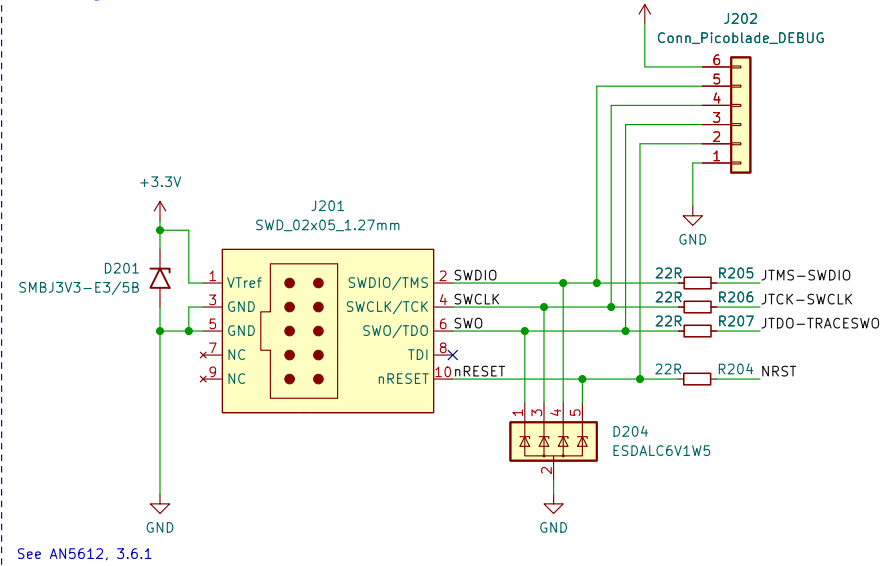 J202
Conn_Picoblade_DEBUG
6
5
4
3
2
1
GND
+3.3V
J201
SWD_02x05_1.27mm
D201
SMBJ3V3-E3/5B
1 VTref
3 GND
5 GND
7 NC
9 NC
SWDIO/TMS 2 SWDIO
SWCLK/TCK 4 SWCLK
SWO/TDO 6 SWO
TDI 8
nRESET 10 nRESET
22R R205 JTMS-SWDIO
22R R206 JTCK-SWCLK
22R R207 JTDO-TRACESWO
22R R204 NRST
1 3 4 5
D204
ESDALC6V1W5
2
GND
GND
See AN5612, 3.6.1